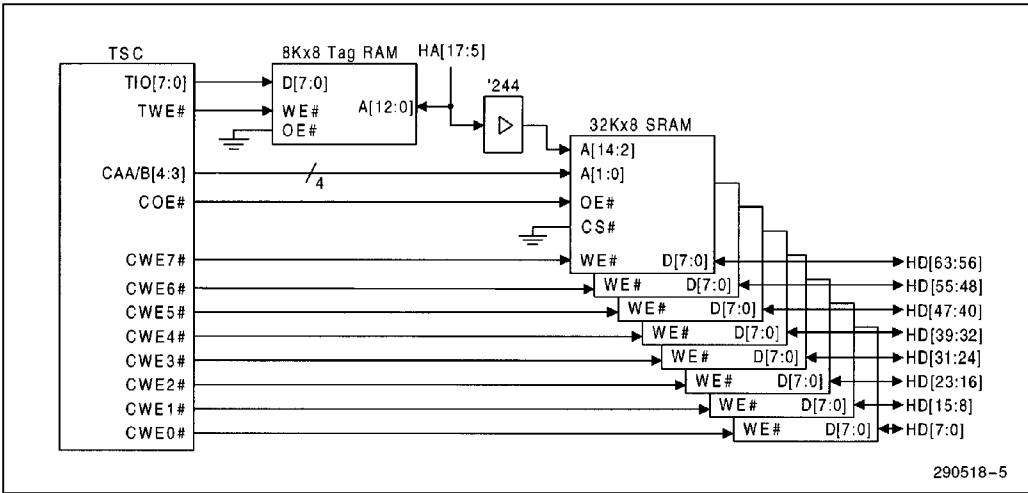 TSC
8Kx8 Tag RAM
HA[17:5]
'244
TIO[7:0]
D[7:0]
A[12:0]
TWE#
WE#
OE#
32Kx8 SRAM
A[14:2]
CAA/B[4:3]
4
A[1:0]
COE#
OE#
CS#
CWE7#
WE# D[7:0]
HD[63:56]
CWE6#
WE# D[7:0]
HD[55:48]
CWE5#
WE# D[7:0]
HD[47:40]
CWE4#
WE# D[7:0]
HD[39:32]
CWE3#
WE# D[7:0]
HD[31:24]
CWE2#
WE# D[7:0]
HD[23:16]
CWE1#
WE# D[7:0]
HD[15:8]
CWE0#
WE# D[7:0]
HD[7:0]
290518-5